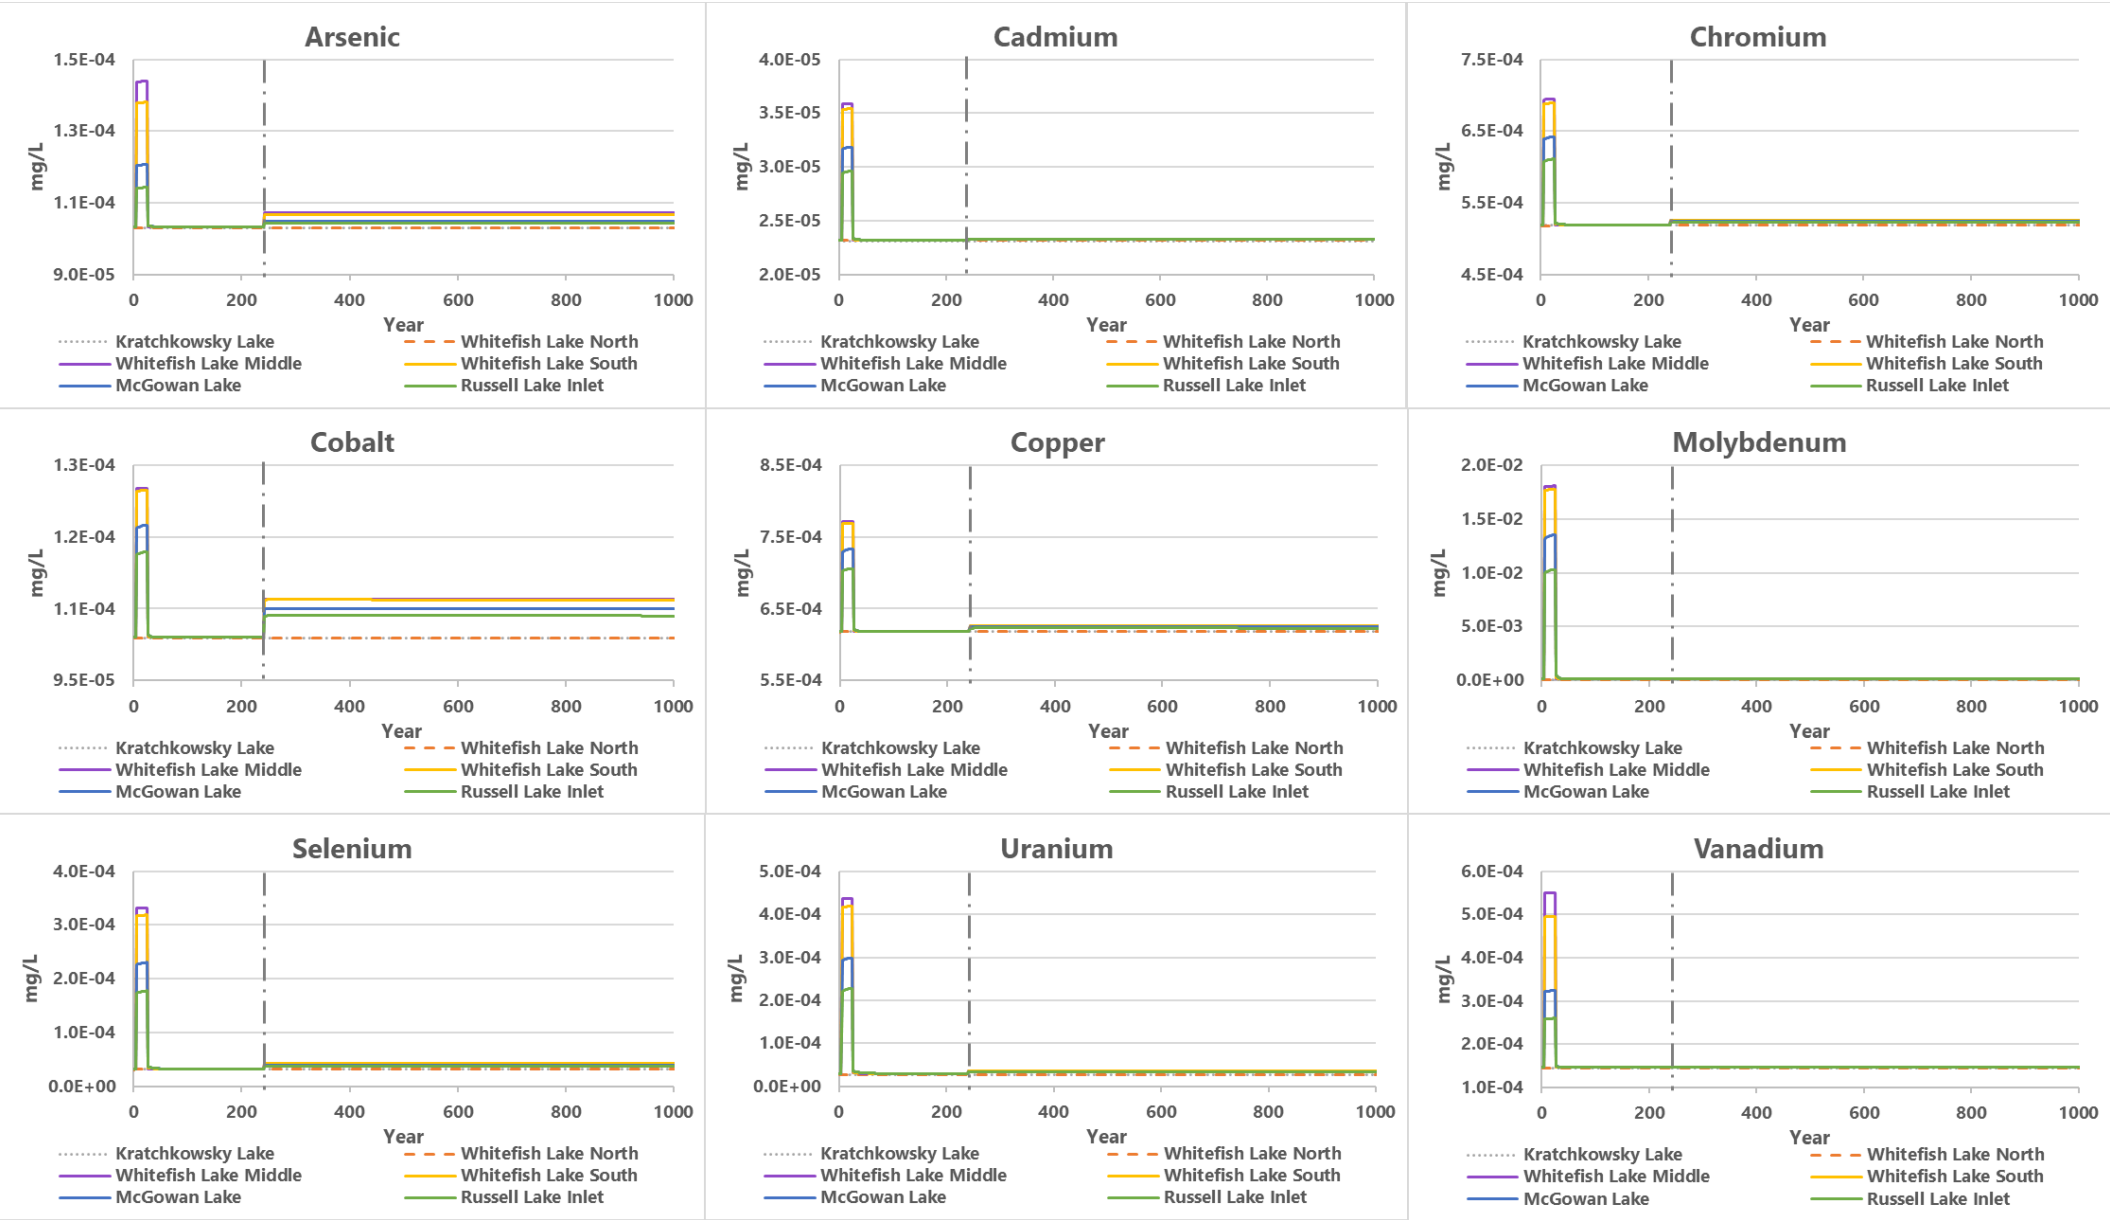 Arsenic
1.5E-04
1.3E-04
1.1E-04
9.0E-05
mg/L
0 200 400 600 800 1000
Year
Kratchkowsky Lake Whitefish Lake North
Whitefish Lake Middle Whitefish Lake South
McGowan Lake Russell Lake Inlet
Cadmium
4.0E-05
3.5E-05
3.0E-05
2.5E-05
2.0E-05
mg/L
0 200 400 600 800 1000
Year
Kratchkowsky Lake Whitefish Lake North
Whitefish Lake Middle Whitefish Lake South
McGowan Lake Russell Lake Inlet
Chromium
7.5E-04
6.5E-04
5.5E-04
4.5E-04
mg/L
0 200 400 600 800 1000
Year
Kratchkowsky Lake Whitefish Lake North
Whitefish Lake Middle Whitefish Lake South
McGowan Lake Russell Lake Inlet
Cobalt
1.3E-04
1.2E-04
1.1E-04
9.5E-05
mg/L
0 200 400 600 800 1000
Year
Kratchkowsky Lake Whitefish Lake North
Whitefish Lake Middle Whitefish Lake South
McGowan Lake Russell Lake Inlet
Copper
8.5E-04
7.5E-04
6.5E-04
5.5E-04
mg/L
0 200 400 600 800 1000
Year
Kratchkowsky Lake Whitefish Lake North
Whitefish Lake Middle Whitefish Lake South
McGowan Lake Russell Lake Inlet
Molybdenum
2.0E-02
1.5E-02
1.0E-02
5.0E-03
0.0E+00
mg/L
0 200 400 600 800 1000
Year
Kratchkowsky Lake Whitefish Lake North
Whitefish Lake Middle Whitefish Lake South
McGowan Lake Russell Lake Inlet
Selenium
4.0E-04
3.0E-04
2.0E-04
1.0E-04
0.0E+00
mg/L
0 200 400 600 800 1000
Year
Kratchkowsky Lake Whitefish Lake North
Whitefish Lake Middle Whitefish Lake South
McGowan Lake Russell Lake Inlet
Uranium
5.0E-04
4.0E-04
3.0E-04
2.0E-04
1.0E-04
0.0E+00
mg/L
0 200 400 600 800 1000
Year
Kratchkowsky Lake Whitefish Lake North
Whitefish Lake Middle Whitefish Lake South
McGowan Lake Russell Lake Inlet
Vanadium
6.0E-04
5.0E-04
4.0E-04
3.0E-04
2.0E-04
1.0E-04
mg/L
0 200 400 600 800 1000
Year
Kratchkowsky Lake Whitefish Lake North
Whitefish Lake Middle Whitefish Lake South
McGowan Lake Russell Lake Inlet